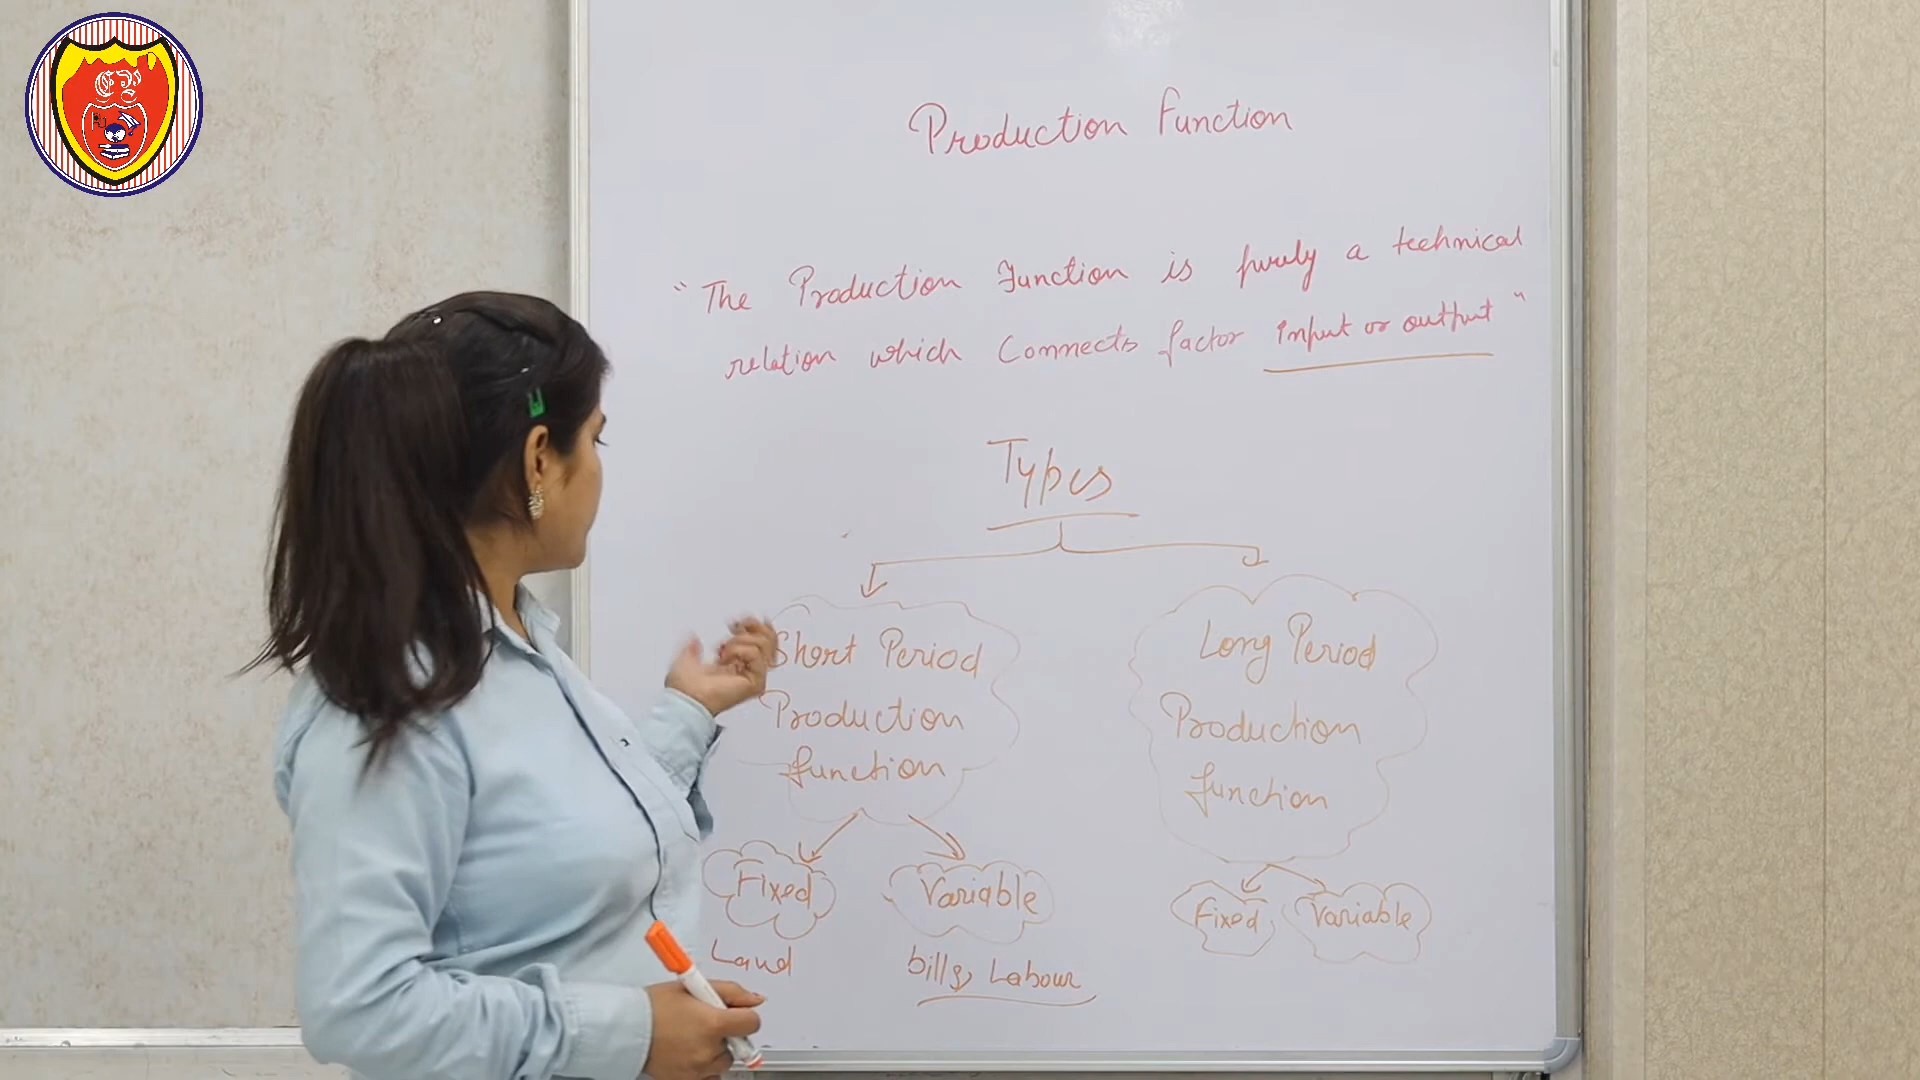 Production Function
"The Production Function is purely a technical
relation which Connects factor input or output"
Types
Short Period
Production
function
Long Period
Production
function
Fixed
Variable
Land
bills, Labour
Fixed
Variable